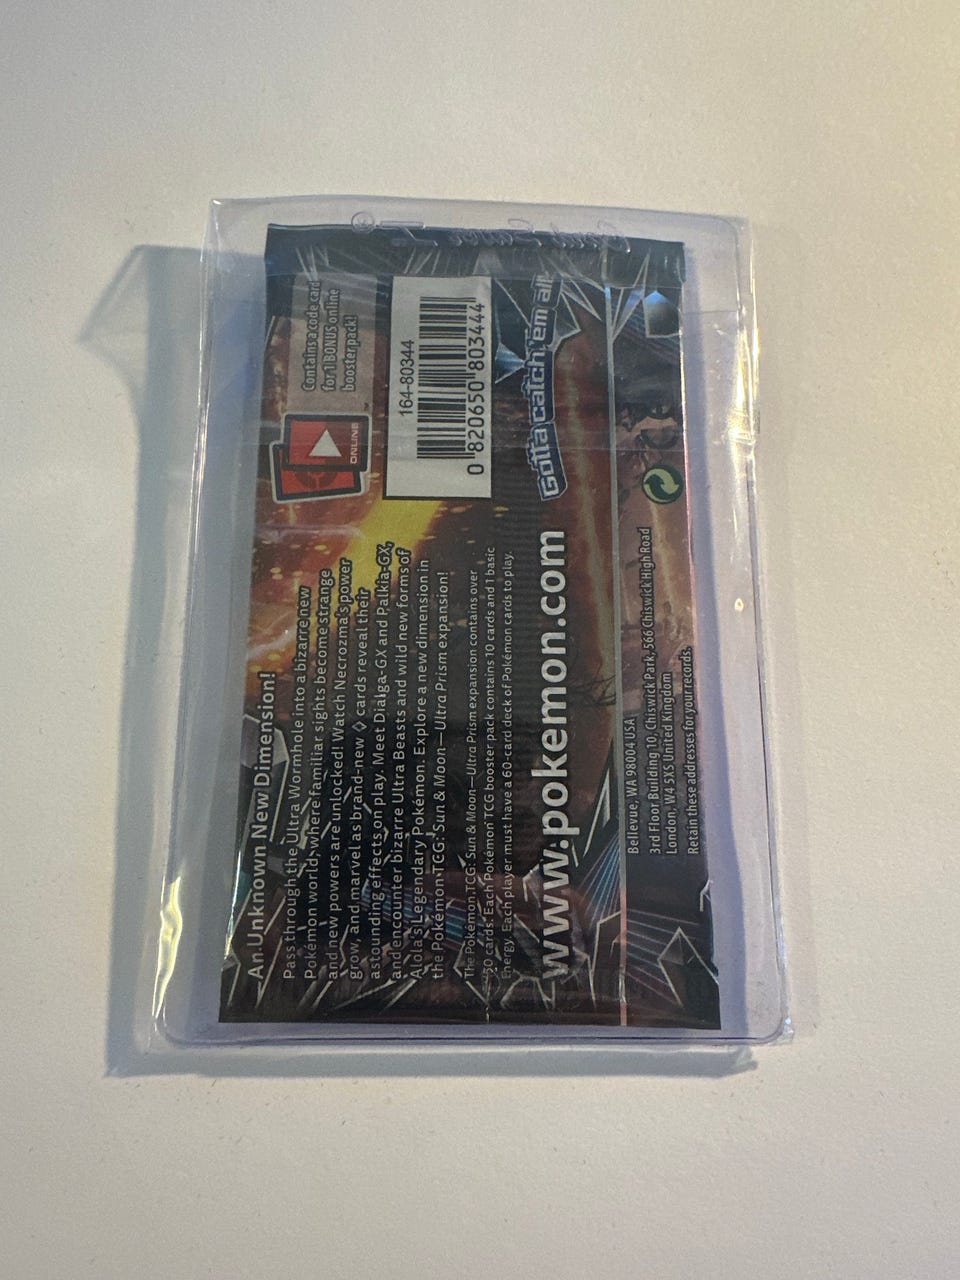 An Unknown New Dimension!
Pass through the Ultra Wormhole into a bizarre new
Pokémon world, where familiar sights become strange
and new powers are unlocked! Watch Necrozma's power
grow, and marvel as brand-new ◇ cards reveal their
astounding effects on play. Meet Dialga-GX and Palkia-GX,
and encounter bizarre Ultra Beasts and wild new forms of
Alola's Legendary Pokémon. Explore a new dimension in
the Pokémon TCG: Sun & Moon—Ultra Prism expansion!
The Pokémon TCG: Sun & Moon—Ultra Prism expansion contains over
150 cards. Each Pokémon TCG booster pack contains 10 cards and 1 basic
Energy. Each player must have a 60-card deck of Pokémon cards to play.
www.pokemon.com
ONLINE™
Contains a code card
for 1 BONUS online
booster pack!
164-80344
0 820650 803444
Gotta catch 'em all!
Bellevue, WA 98004 USA
3rd Floor Building 10, Chiswick Park, 566 Chiswick High Road
London, W4 5XS United Kingdom
Retain these addresses for your records.
CE